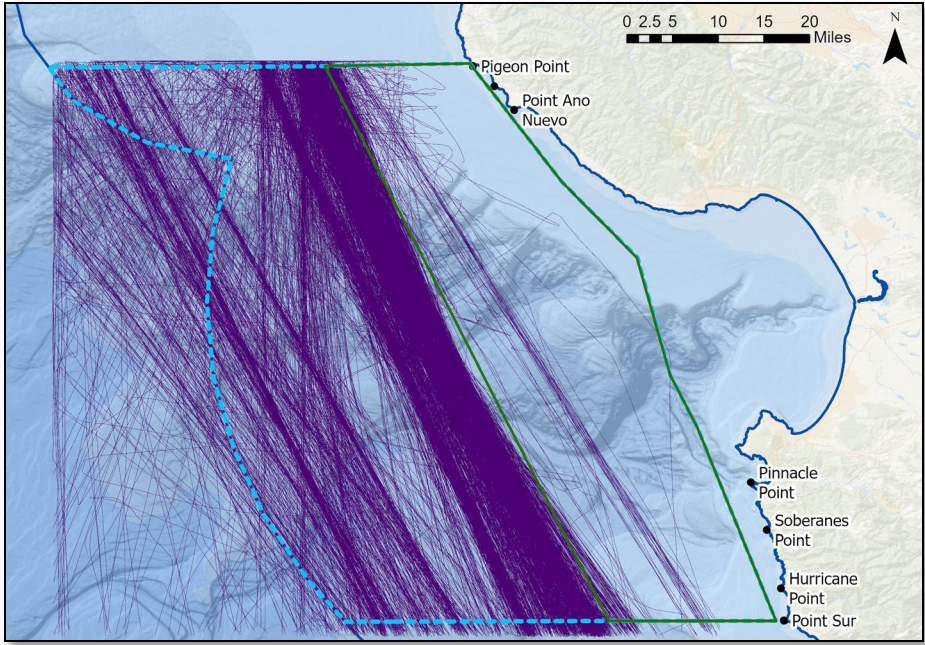 0 2.5 5 10 15 20
Miles
N
Pigeon Point
Point Ano
Nuevo
Pinnacle
Point
Soberanes
Point
Hurricane
Point
Point Sur